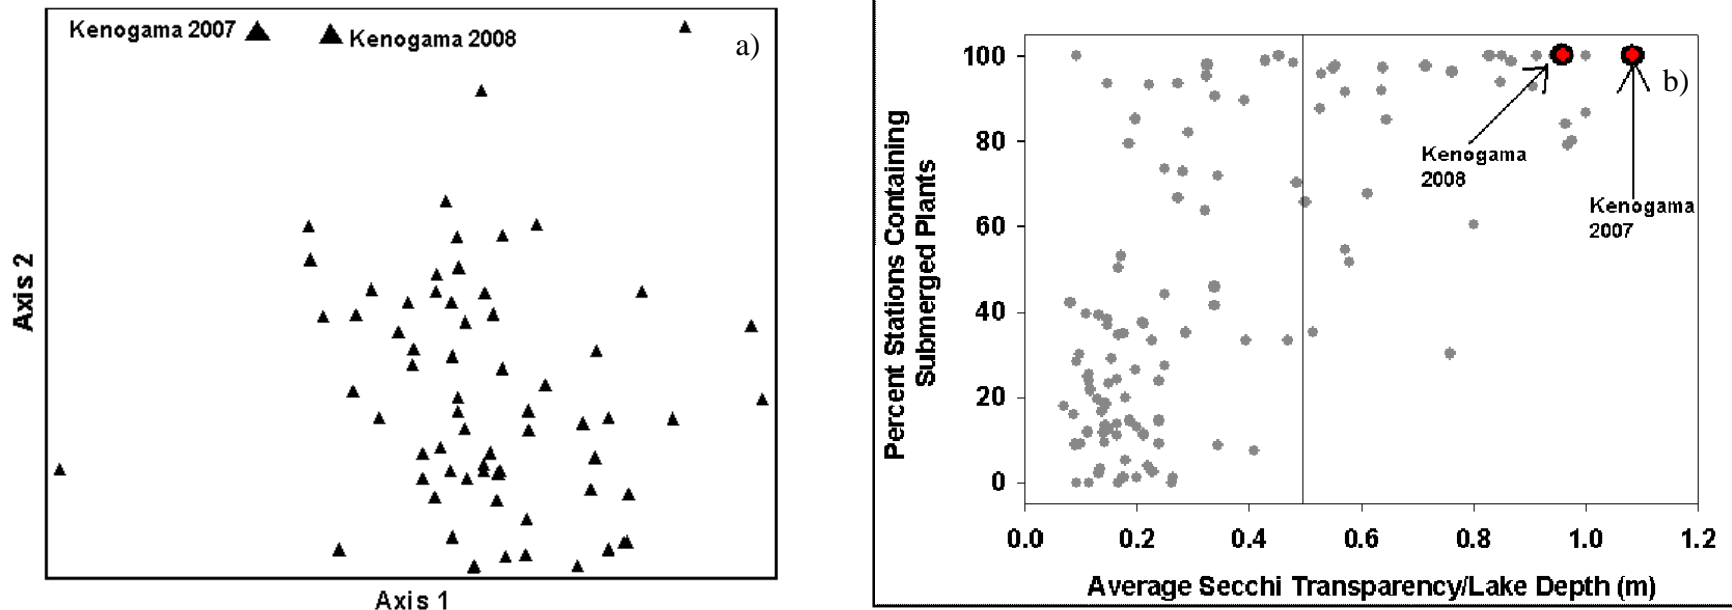 Kenogama 2007
Kenogama 2008
a)
Axis 2
Axis 1
b)
Percent Stations Containing
Submerged Plants
100
80
60
40
20
0
Kenogama
2008
Kenogama
2007
0.0 0.2 0.4 0.6 0.8 1.0 1.2
Average Secchi Transparency/Lake Depth (m)